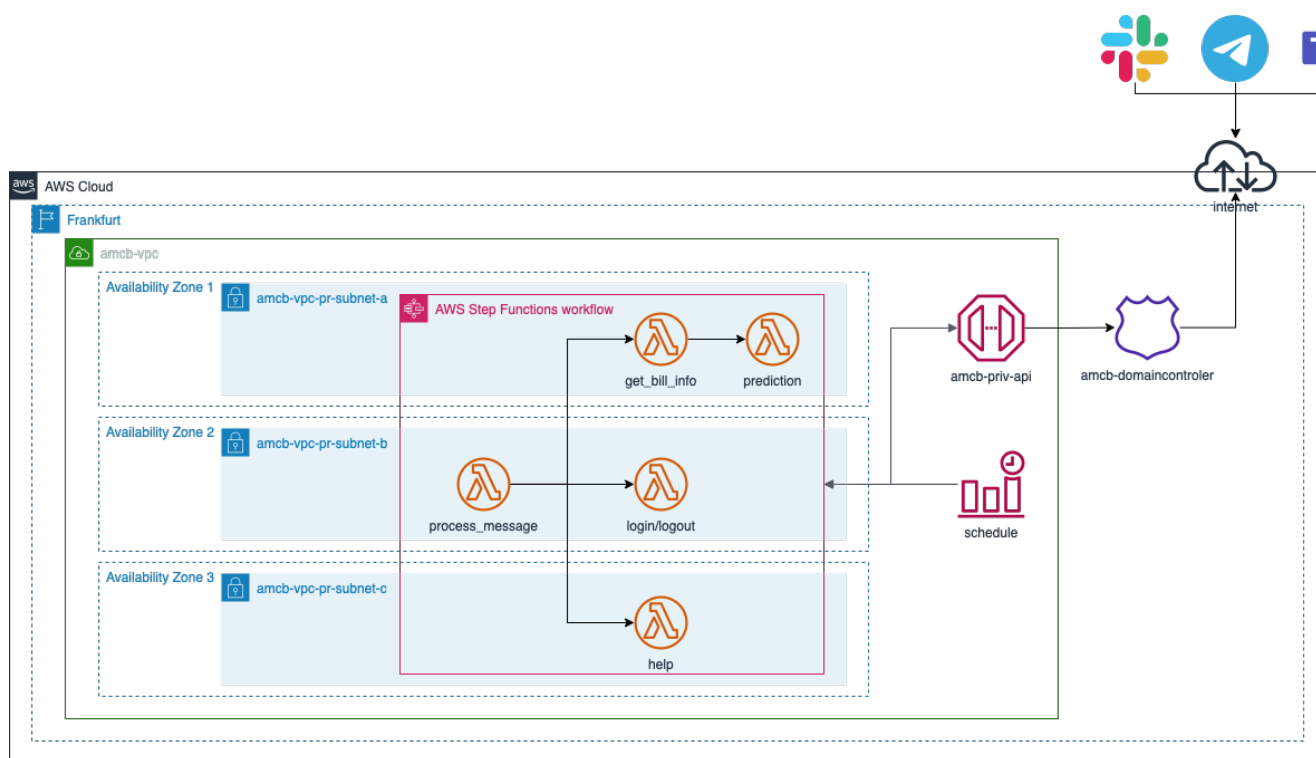 internet
aws
AWS Cloud
Frankfurt
amcb-vpc
Availability Zone 1
amcb-vpc-pr-subnet-a
AWS Step Functions workflow
get_bill_info
prediction
amcb-priv-api
amcb-domaincontroler
Availability Zone 2
amcb-vpc-pr-subnet-b
process_message
login/logout
schedule
Availability Zone 3
amcb-vpc-pr-subnet-c
help